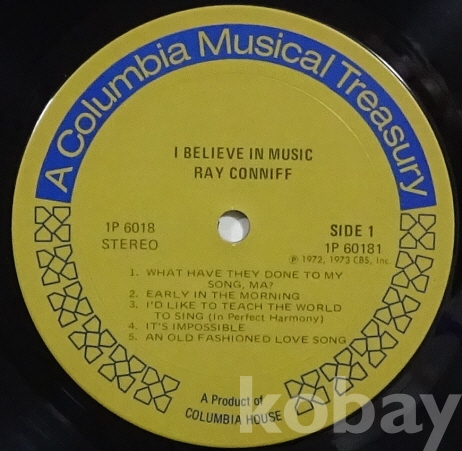 A Columbia Musical Treasury
I BELIEVE IN MUSIC
RAY CONNIFF
1P 6018
STEREO
SIDE 1
1P 60181
℗ 1972, 1973 CBS, Inc.
1. WHAT HAVE THEY DONE TO MY
SONG, MA?
2. EARLY IN THE MORNING
3. I'D LIKE TO TEACH THE WORLD
TO SING (In Perfect Harmony)
4. IT'S IMPOSSIBLE
5. AN OLD FASHIONED LOVE SONG
A Product of
COLUMBIA HOUSE
kobay